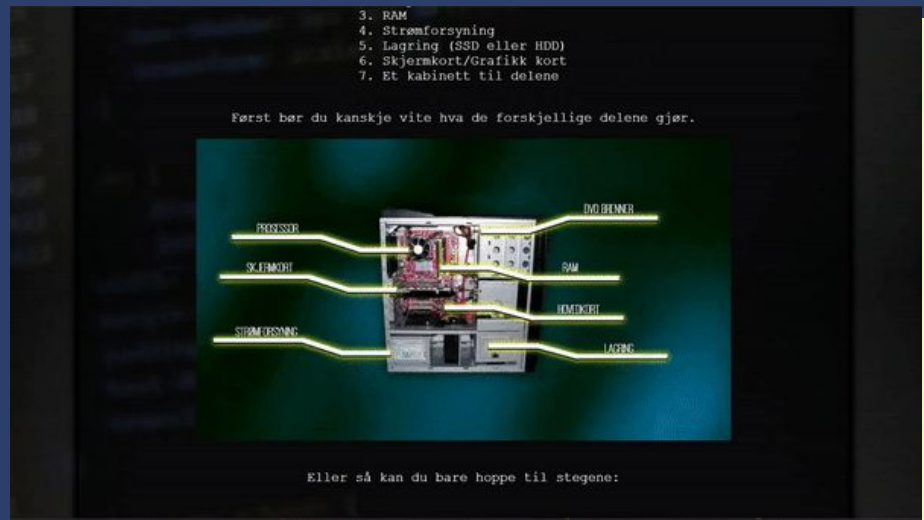 3. RAM
4. Strømforsyning
5. Lagring (SSD eller HDD)
6. Skjermkort/Grafikk kort
7. Et kabinett til delene
Først bør du kanskje vite hva de forskjellige delene gjør.
DVD BRENNER
PROSESSOR
SKJERMKORT
RAM
HOVEDKORT
STRØMFORSYNING
LAGRING
Eller så kan du bare hoppe til stegene: